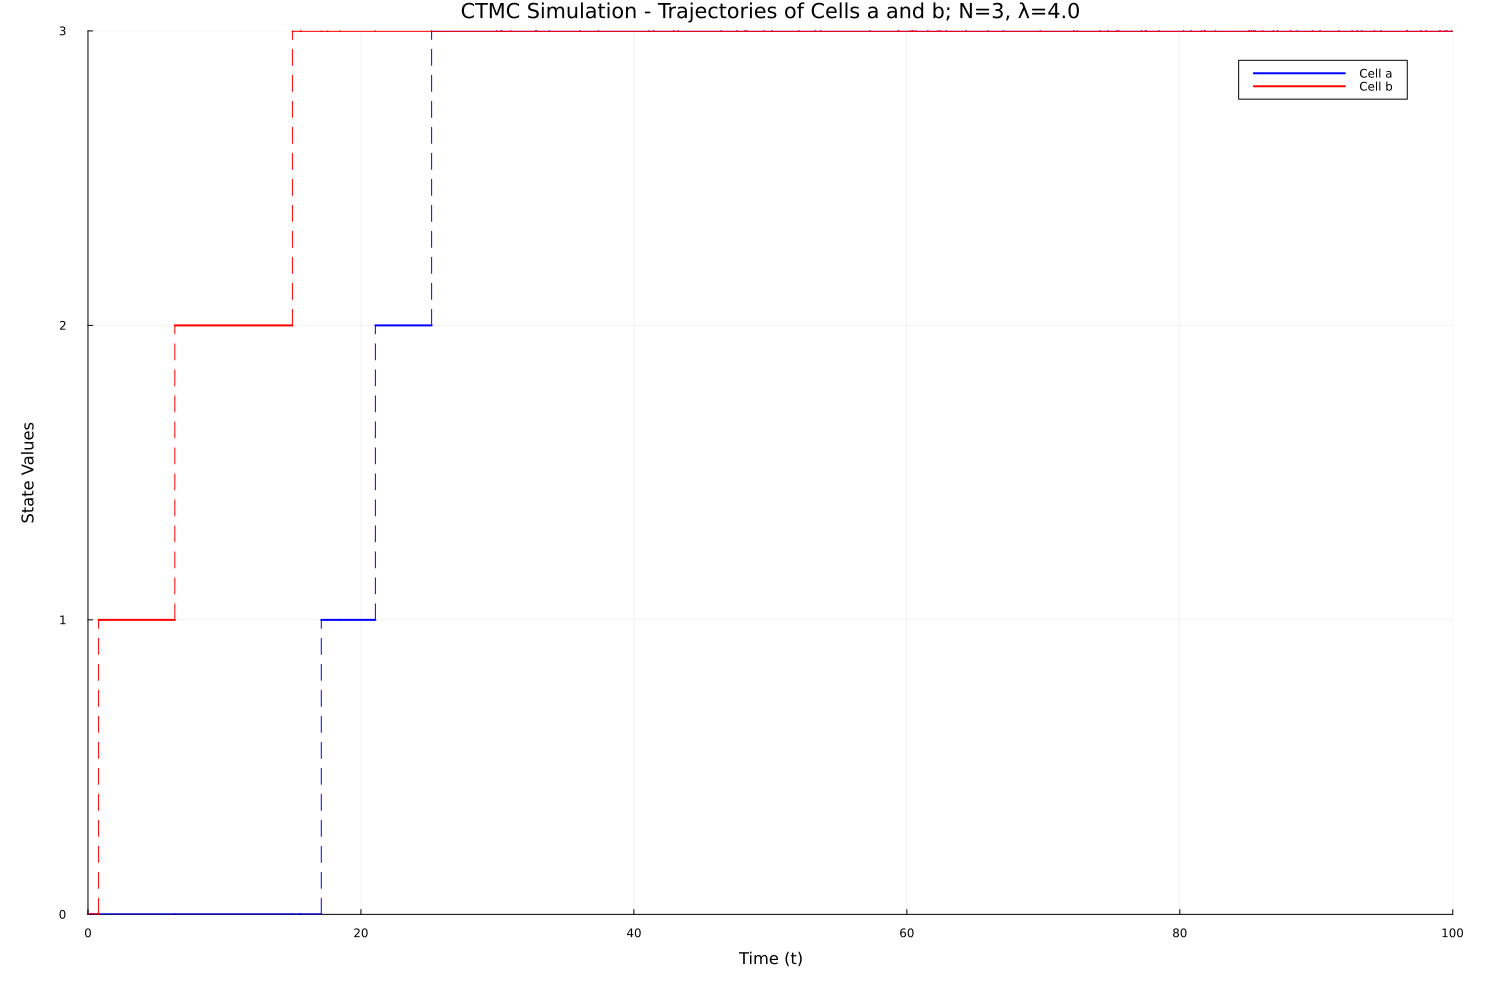 CTMC Simulation - Trajectories of Cells a and b; N=3, λ=4.0
3
Cell a
Cell b
2
State Values
1
0
0 20 40 60 80 100
Time (t)